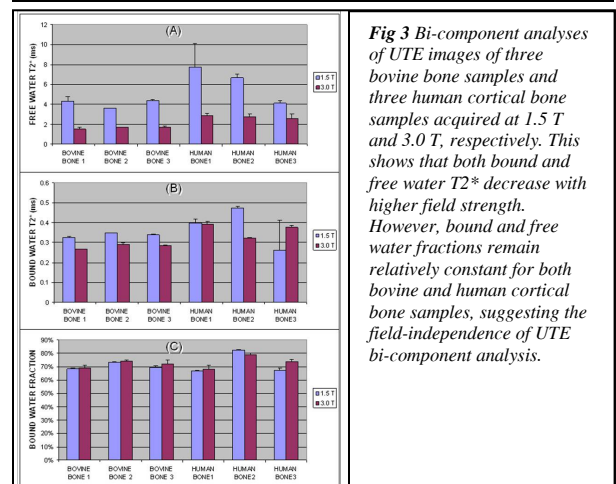 (A)
FREE WATER T2* (ms)
12
10
8
6
4
2
0
BOVINE BONE 1
BOVINE BONE 2
BOVINE BONE 3
HUMAN BONE1
HUMAN BONE2
HUMAN BONE3
1.5 T
3.0 T
(B)
BOUND WATER T2* (ms)
0.6
0.5
0.4
0.3
0.2
0.1
0
BOVINE BONE 1
BOVINE BONE 2
BOVINE BONE 3
HUMAN BONE1
HUMAN BONE2
HUMAN BONE3
1.5 T
3.0 T
(C)
BOUND WATER FRACTION
90%
80%
70%
60%
50%
40%
30%
20%
10%
0%
BOVINE BONE 1
BOVINE BONE 2
BOVINE BONE 3
HUMAN BONE1
HUMAN BONE2
HUMAN BONE3
1.5 T
3.0 T
Fig 3 Bi-component analyses
of UTE images of three
bovine bone samples and
three human cortical bone
samples acquired at 1.5 T
and 3.0 T, respectively. This
shows that both bound and
free water T2* decrease with
higher field strength.
However, bound and free
water fractions remain
relatively constant for both
bovine and human cortical
bone samples, suggesting the
field-independence of UTE
bi-component analysis.